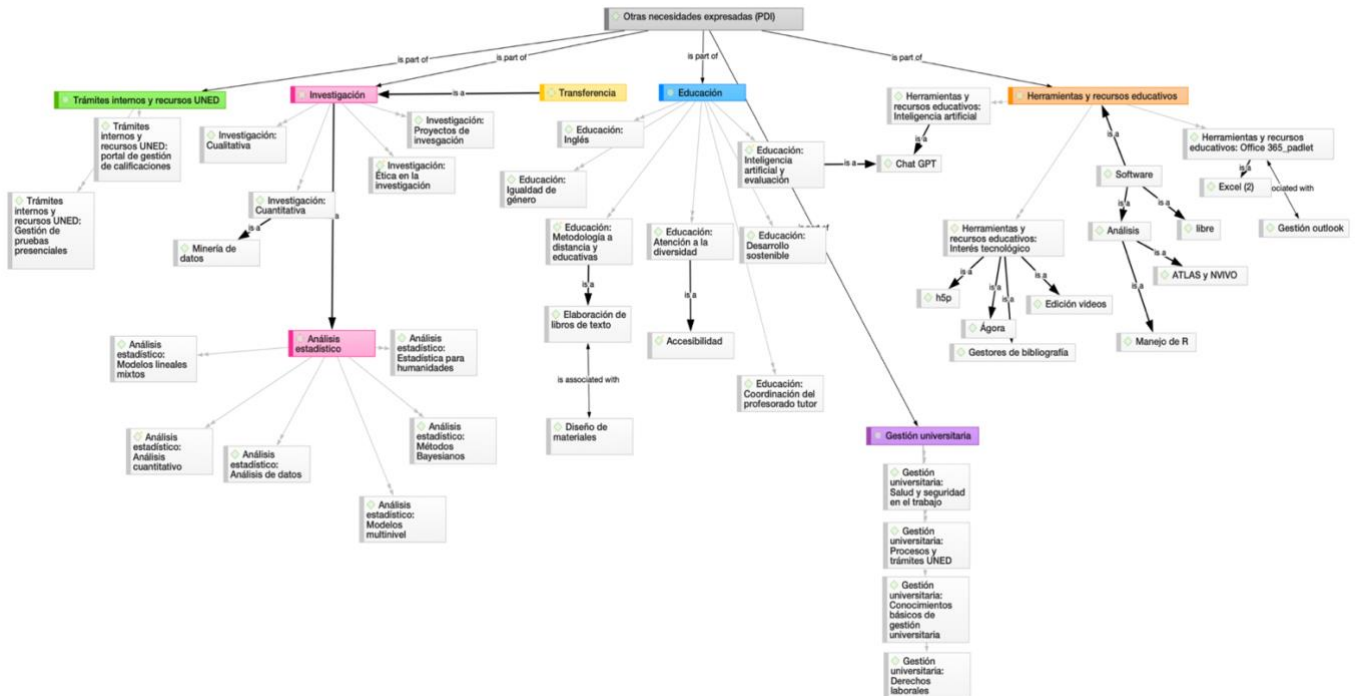 Otras necesidades expresadas (PDI)
is part of
is part of
is part of
is part of
is part of
Trámites internos y recursos UNED
Investigación
is a
Transferencia
Educación
Herramientas y recursos educativos
Trámites
internos y
recursos UNED:
portal de gestión
de calificaciones
Trámites
internos y
recursos UNED:
Gestión de
pruebas
presenciales
Investigación:
Cualitativa
Investigación:
Proyectos de
invesgación
Investigación:
Ética en la
investigación
Investigación:
Cuantitativa
a
is a
Minería de
datos
Análisis
estadístico
Análisis
estadístico:
Modelos lineales
mixtos
Análisis
estadístico:
Estadística para
humanidades
Análisis
estadístico:
Análisis
cuantitativo
Análisis
estadístico:
Análisis de datos
Análisis
estadístico:
Métodos
Bayesianos
Análisis
estadístico:
Modelos
multinivel
Educación:
Inglés
Educación:
Igualdad de
género
Educación:
Metodología a
distancia y
educativas
is a
Elaboración de
libros de texto
is associated with
Diseño de
materiales
Educación:
Atención a la
diversidad
is a
Accesibilidad
Educación:
Inteligencia
artificial y
evaluación
is a
Educación:
Desarrollo
sostenible
of
Educación:
Coordinación del
profesorado tutor
Herramientas y
recursos educativos:
Inteligencia artificial
is a
Chat GPT
Herramientas y recursos
educativos: Office 365_padlet
is a
Excel (2)
ociated with
Gestión outlook
is a
Software
is a
is a
Análisis
libre
is a
is a
ATLAS y NVIVO
Manejo de R
Herramientas y
recursos educativos:
Interés tecnológico
is a
is a
is a
is a
h5p
Ágora
Edición videos
Gestores de bibliografía
Gestión universitaria
Gestión
universitaria:
Salud y seguridad
en el trabajo
Gestión
universitaria:
Procesos y
trámites UNED
Gestión
universitaria:
Conocimientos
básicos de
gestión
universitaria
Gestión
universitaria:
Derechos
laborales